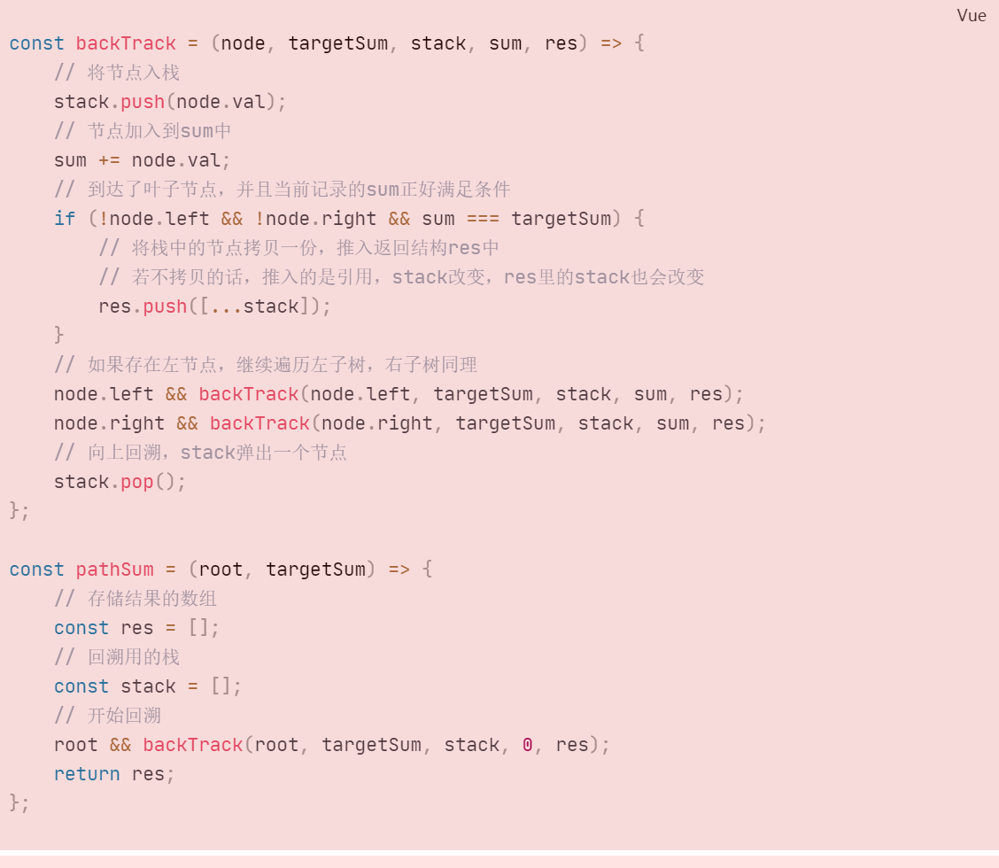 Vue
const backTrack = (node, targetSum, stack, sum, res) => {
    // 将节点入栈
    stack.push(node.val);
    // 节点加入到sum中
    sum += node.val;
    // 到达了叶子节点，并且当前记录的sum正好满足条件
    if (!node.left && !node.right && sum === targetSum) {
        // 将栈中的节点拷贝一份，推入返回结构res中
        // 若不拷贝的话，推入的是引用，stack改变，res里的stack也会改变
        res.push([...stack]);
    }
    // 如果存在左节点，继续遍历左子树，右子树同理
    node.left && backTrack(node.left, targetSum, stack, sum, res);
    node.right && backTrack(node.right, targetSum, stack, sum, res);
    // 向上回溯，stack弹出一个节点
    stack.pop();
};

const pathSum = (root, targetSum) => {
    // 存储结果的数组
    const res = [];
    // 回溯用的栈
    const stack = [];
    // 开始回溯
    root && backTrack(root, targetSum, stack, 0, res);
    return res;
};